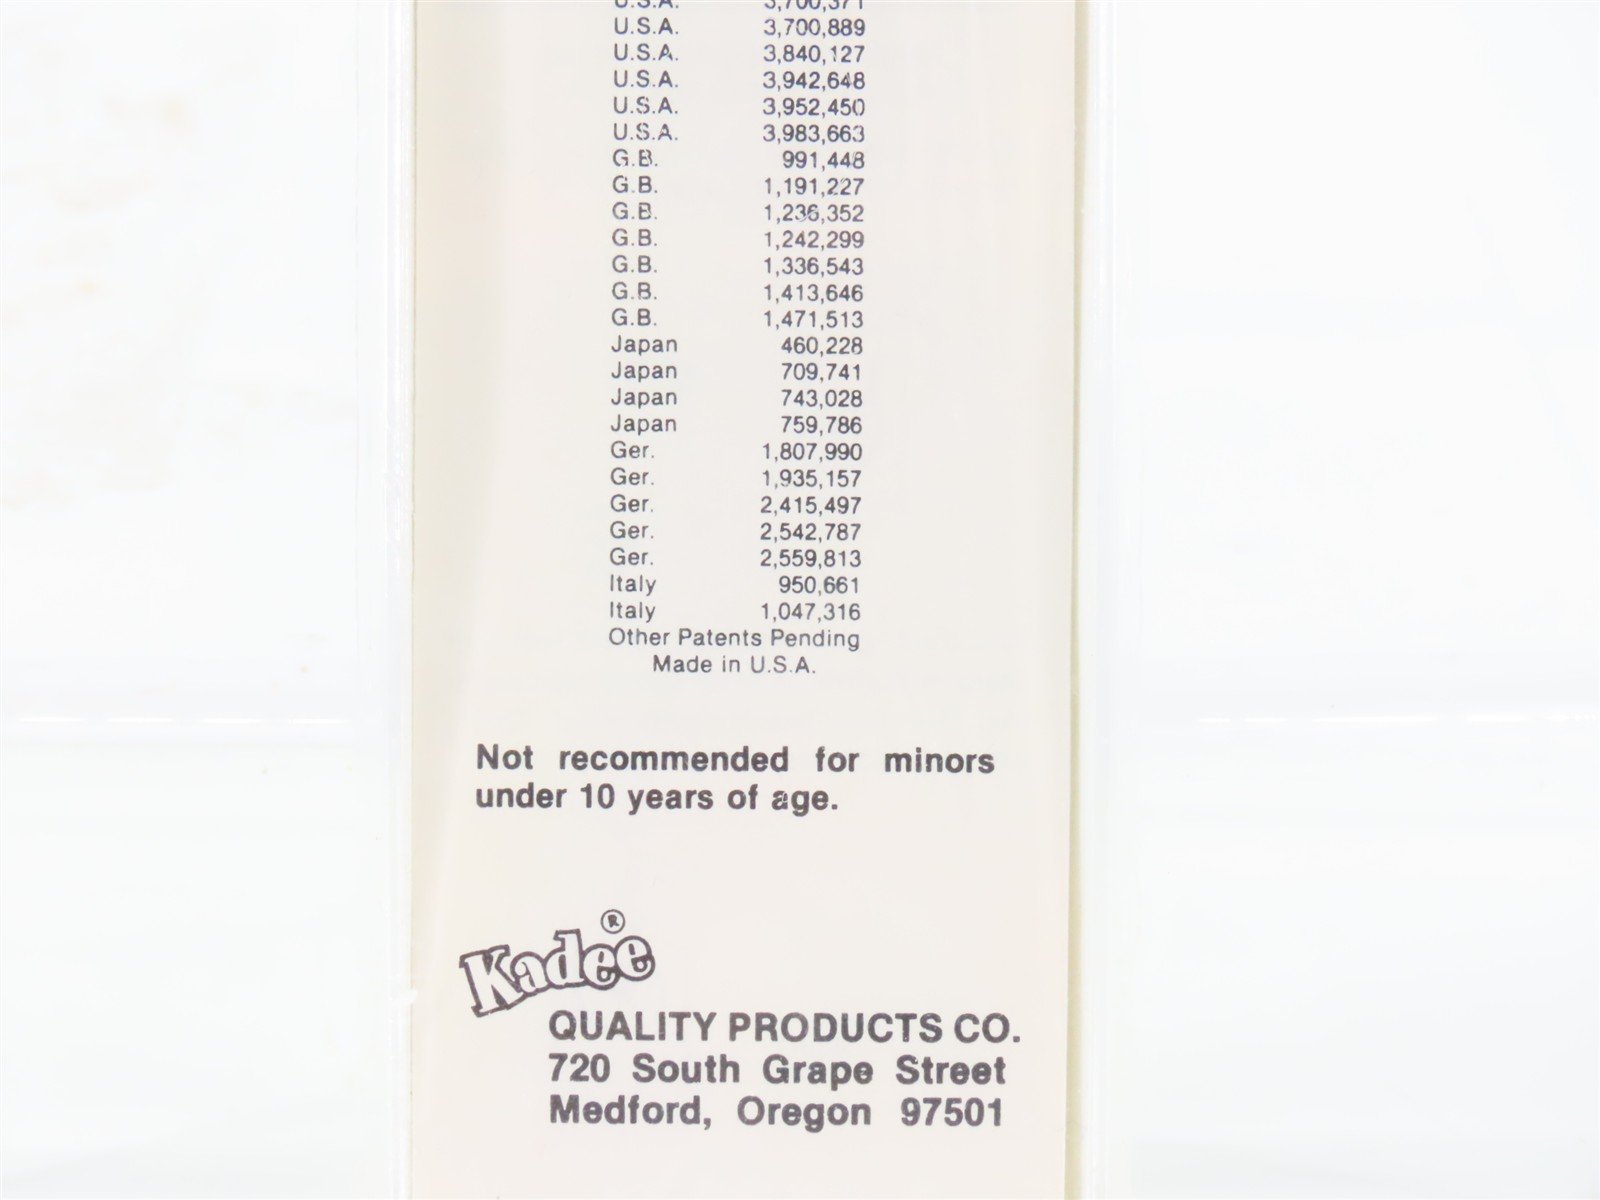 U.S.A. 3,700,371
U.S.A. 3,700,889
U.S.A. 3,840,127
U.S.A. 3,942,648
U.S.A. 3,952,450
U.S.A. 3,983,663
G.B. 991,448
G.B. 1,191,227
G.B. 1,236,352
G.B. 1,242,299
G.B. 1,336,543
G.B. 1,413,646
G.B. 1,471,513
Japan 460,228
Japan 709,741
Japan 743,028
Japan 759,786
Ger. 1,807,990
Ger. 1,935,157
Ger. 2,415,497
Ger. 2,542,787
Ger. 2,559,813
Italy 950,661
Italy 1,047,316
Other Patents Pending
Made in U.S.A.
Not recommended for minors
under 10 years of age.
Kadee®
QUALITY PRODUCTS CO.
720 South Grape Street
Medford, Oregon 97501